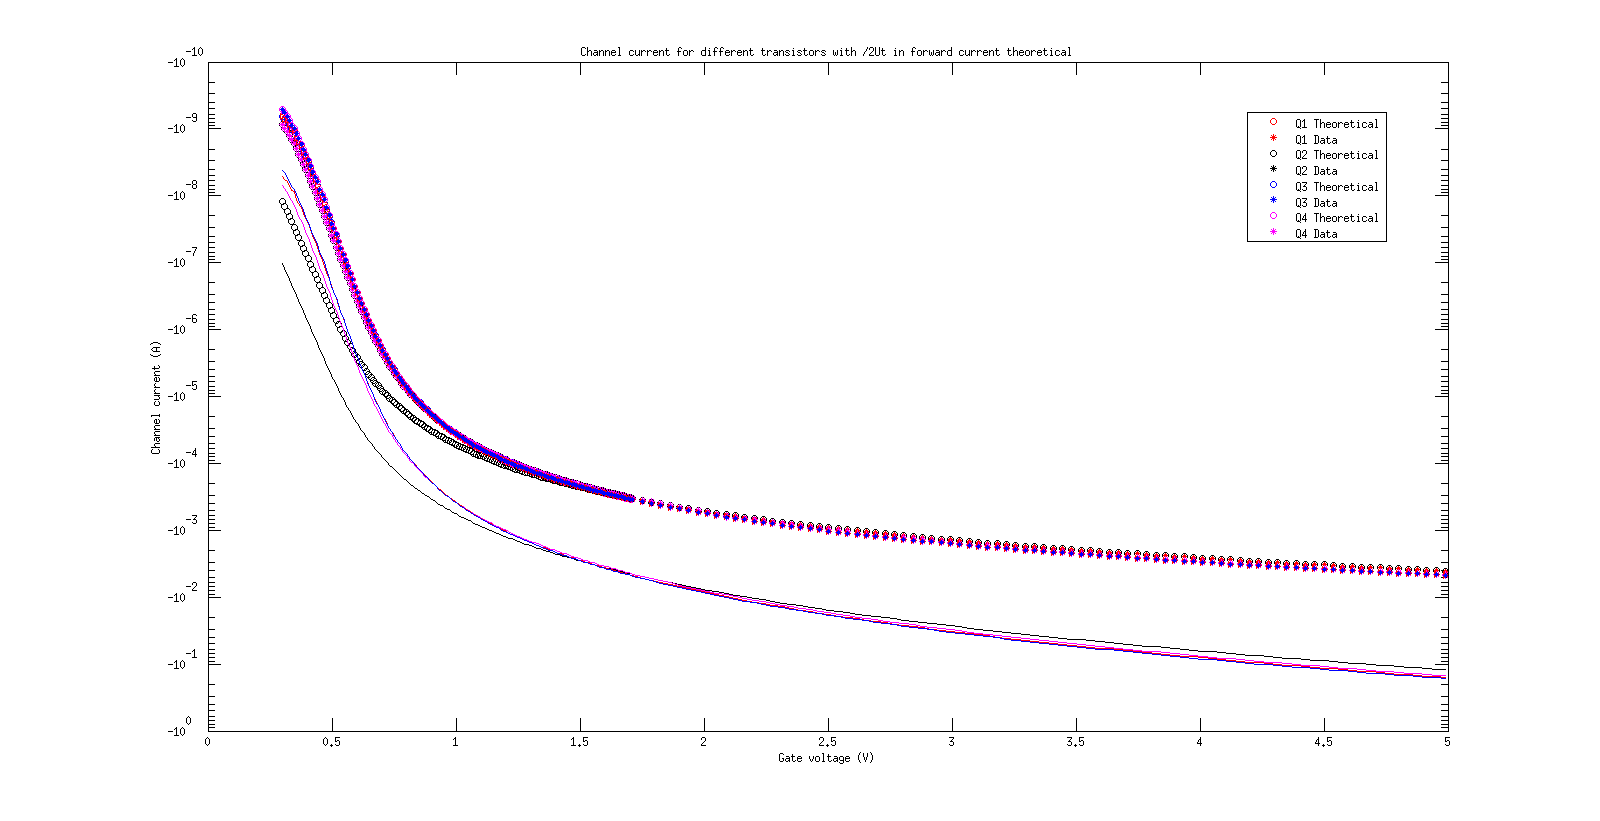 Channel current for different transistors with /2Ut in forward current theoretical
-10^-10
-10^-9
-10^-8
-10^-7
-10^-6
-10^-5
-10^-4
-10^-3
-10^-2
-10^-1
-10^0
Channel current (A)
Q1 Theoretical
Q1 Data
Q2 Theoretical
Q2 Data
Q3 Theoretical
Q3 Data
Q4 Theoretical
Q4 Data
0 0.5 1 1.5 2 2.5 3 3.5 4 4.5 5
Gate voltage (V)